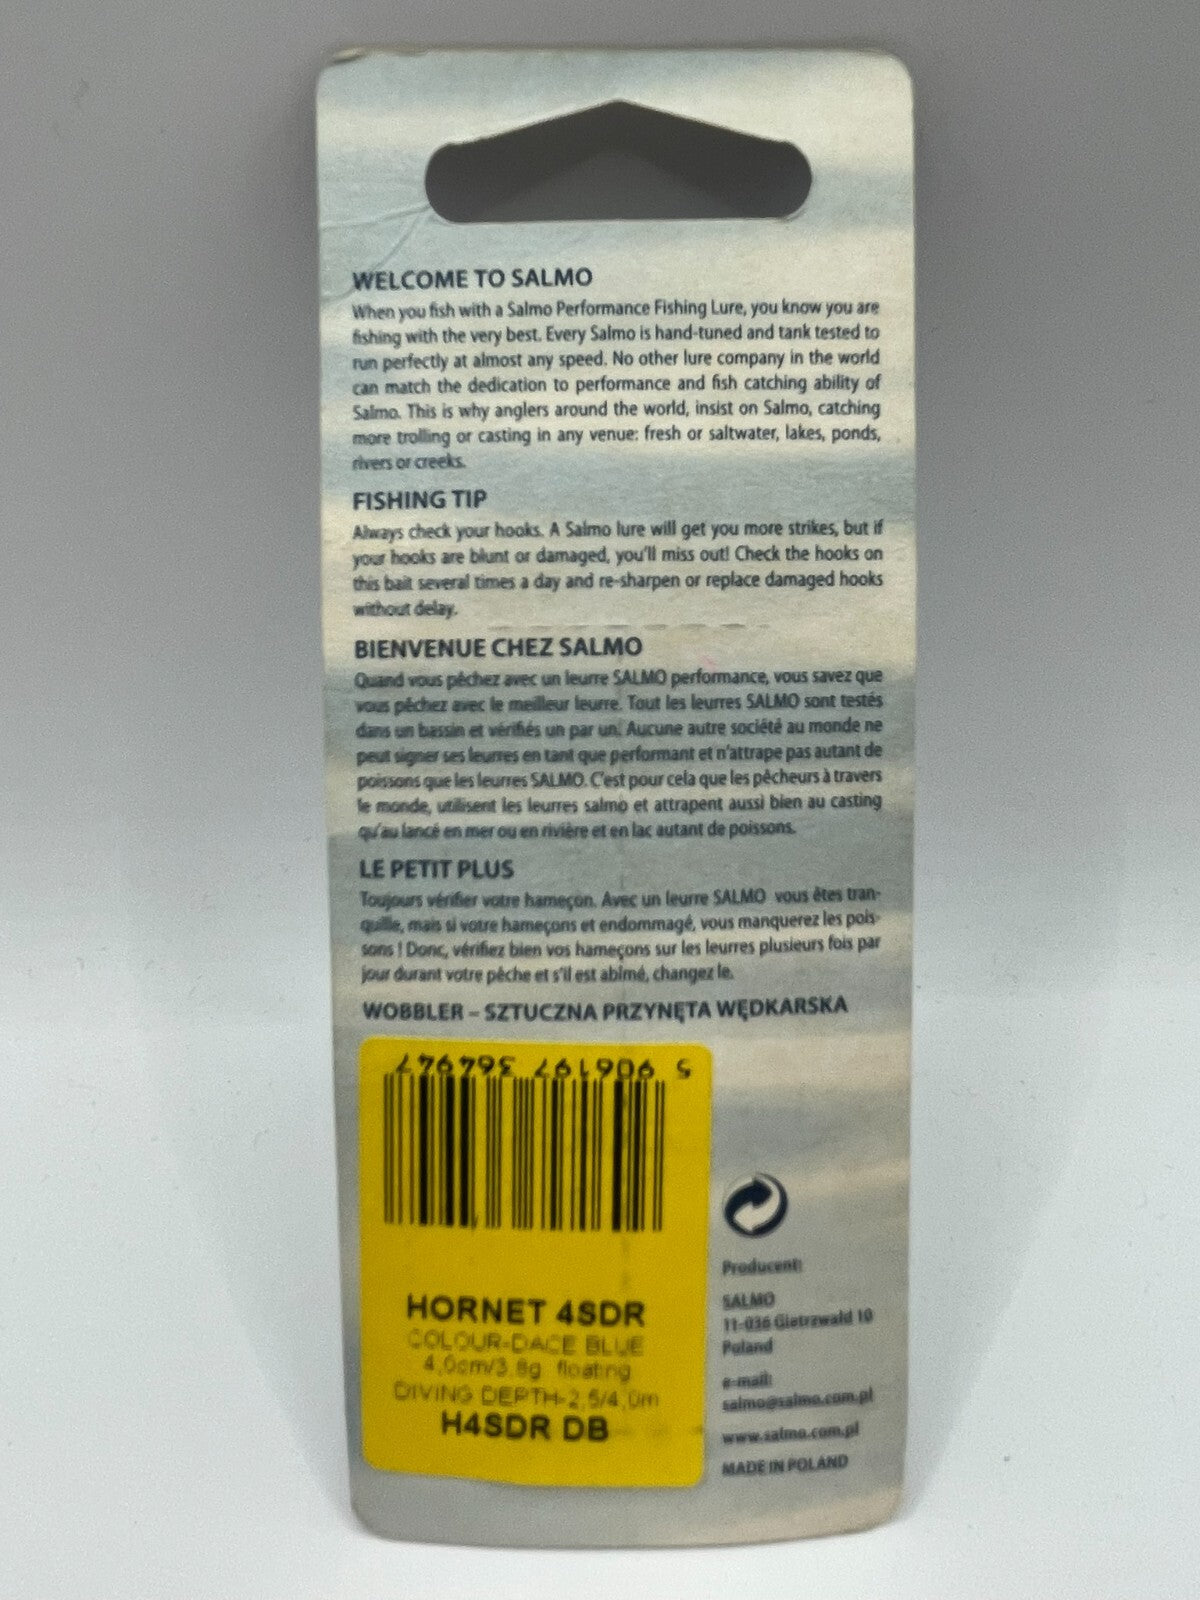 WELCOME TO SALMO
When you fish with a Salmo Performance Fishing Lure, you know you are
fishing with the very best. Every Salmo is hand-tuned and tank tested to
run perfectly at almost any speed. No other lure company in the world
can match the dedication to performance and fish catching ability of
Salmo. This is why anglers around the world, insist on Salmo, catching
more trolling or casting in any venue: fresh or saltwater, lakes, ponds,
rivers or creeks.
FISHING TIP
Always check your hooks. A Salmo lure will get you more strikes, but if
your hooks are blunt or damaged, you'll miss out! Check the hooks on
this bait several times a day and re-sharpen or replace damaged hooks
without delay.
BIENVENUE CHEZ SALMO
Quand vous pêchez avec un leurre SALMO performance, vous savez que
vous pêchez avec le meilleur leurre. Tout les leurres SALMO sont testés
dans un bassin et vérifiés un par un. Aucune autre société au monde ne
peut signer ses leurres en tant que performant et n'attrape pas autant de
poissons que les leurres SALMO. C'est pour cela que les pêcheurs à travers
le monde, utilisent les leurres salmo et attrapent aussi bien au casting
qu'au lancé en mer ou en rivière et en lac autant de poissons.
LE PETIT PLUS
Toujours vérifier votre hameçon. Avec un leurre SALMO vous êtes tran-
quille, mais si votre hameçons et endommagé, vous manquerez les pois-
sons ! Donc, vérifiez bien vos hameçons sur les leurres plusieurs fois par
jour durant votre pêche et s'il est abîmé, changez le.
WOBBLER – SZTUCZNA PRZYNĘTA WĘDKARSKA
5 906197 364947
HORNET 4SDR
COLOUR-DACE BLUE
4,0cm/3.8g floating
DIVING DEPTH-2,5/4,0m
H4SDR DB
Producent:
SALMO
11-036 Gietrzwałd 10
Poland
e-mail:
salmo@salmo.com.pl
www.salmo.com.pl
MADE IN POLAND